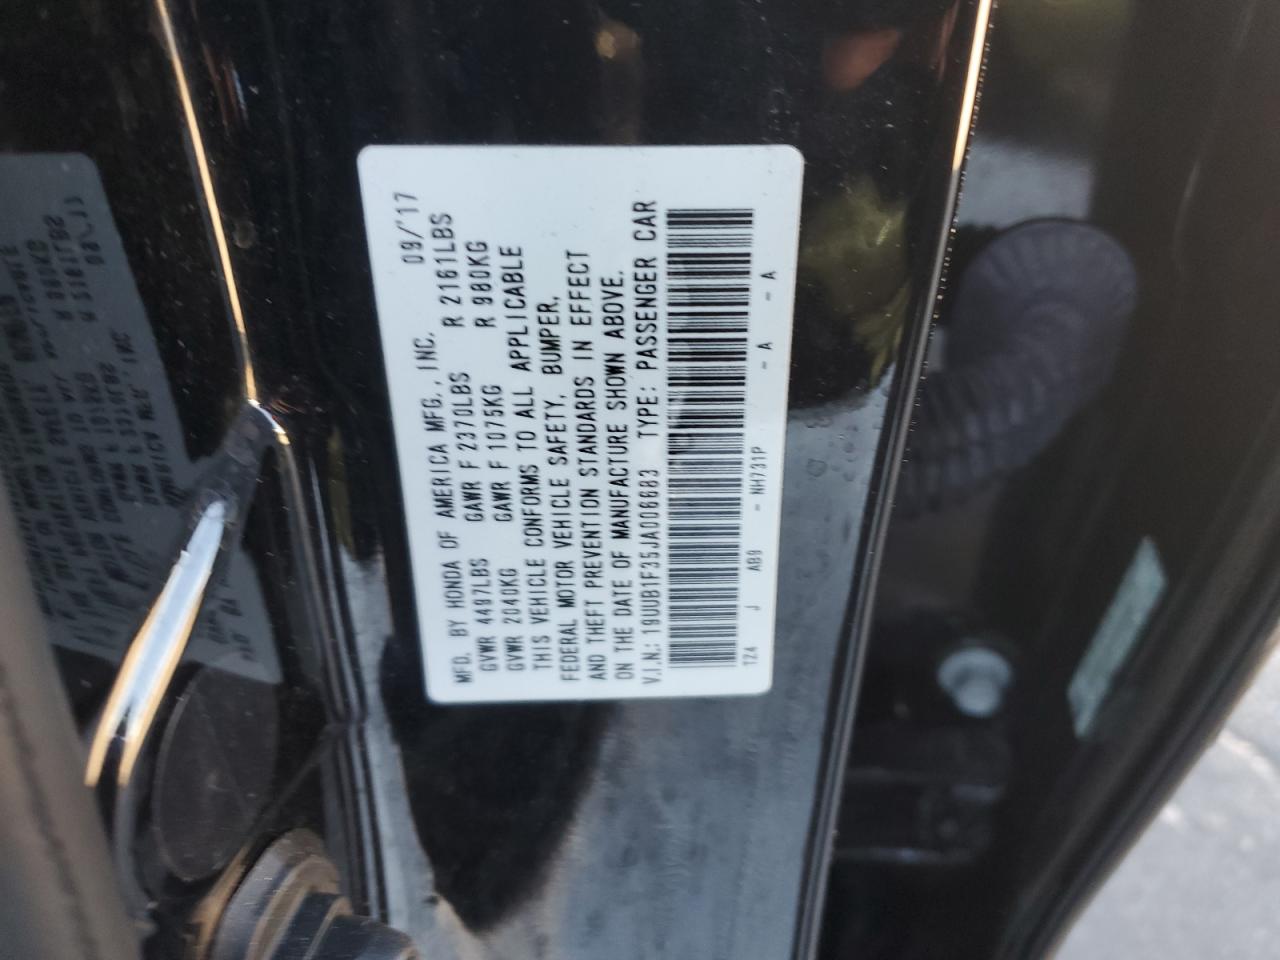 MFD. BY HONDA OF AMERICA MFG., INC. 09/'17
GVWR 4497LBS GAWR F 2370LBS R 2161LBS
GVWR 2040KG GAWR F 1075KG R 980KG
THIS VEHICLE CONFORMS TO ALL APPLICABLE
FEDERAL MOTOR VEHICLE SAFETY, BUMPER,
AND THEFT PREVENTION STANDARDS IN EFFECT
ON THE DATE OF MANUFACTURE SHOWN ABOVE.
V.I.N.: 19UUB1F35JA006683 TYPE: PASSENGER CAR
TZ4 J AB9 - NH731P - A - A